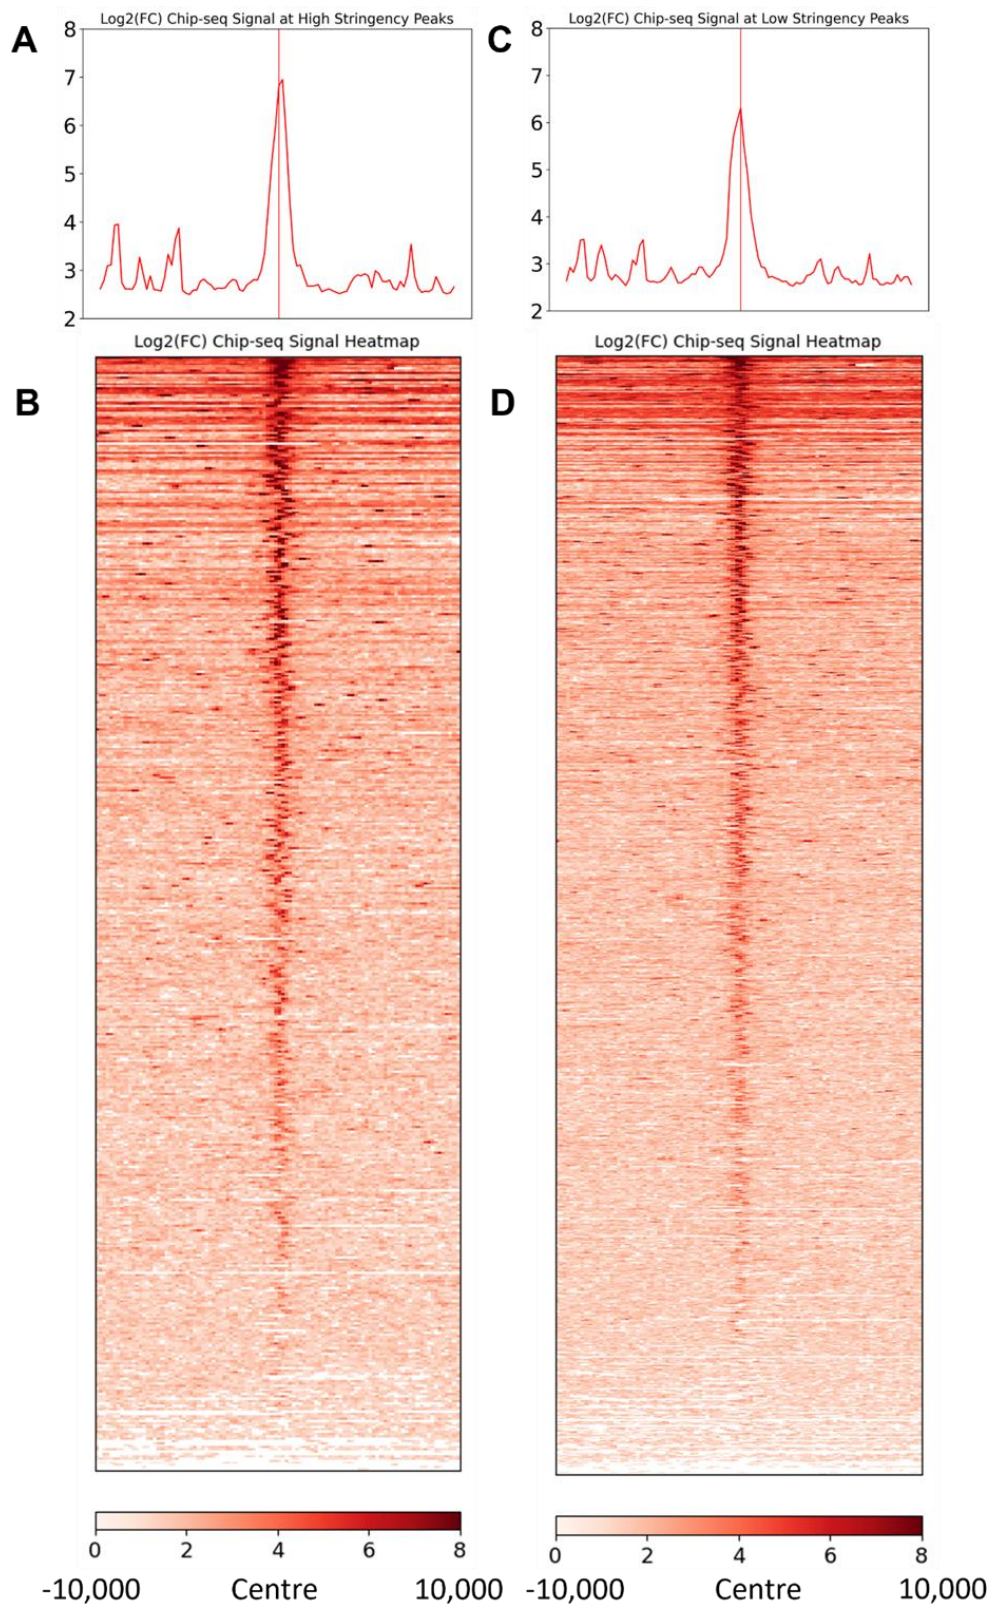 A
Log2(FC) Chip-seq Signal at High Stringency Peaks
8
7
6
5
4
3
2
C
Log2(FC) Chip-seq Signal at Low Stringency Peaks
8
7
6
5
4
3
2
B
Log2(FC) Chip-seq Signal Heatmap
0 2 4 6 8
-10,000 Centre 10,000
D
Log2(FC) Chip-seq Signal Heatmap
0 2 4 6 8
-10,000 Centre 10,000